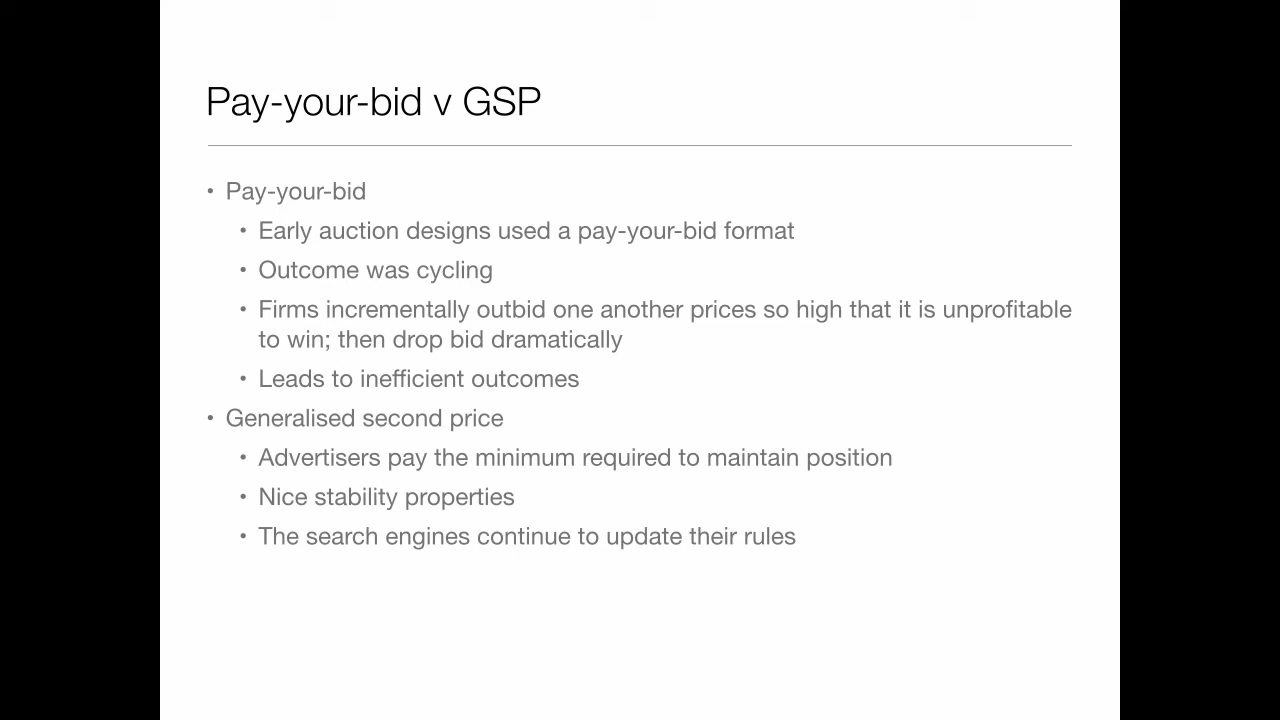 Pay-your-bid v GSP
• Pay-your-bid
• Early auction designs used a pay-your-bid format
• Outcome was cycling
• Firms incrementally outbid one another prices so high that it is unprofitable
to win; then drop bid dramatically
• Leads to inefficient outcomes
• Generalised second price
• Advertisers pay the minimum required to maintain position
• Nice stability properties
• The search engines continue to update their rules